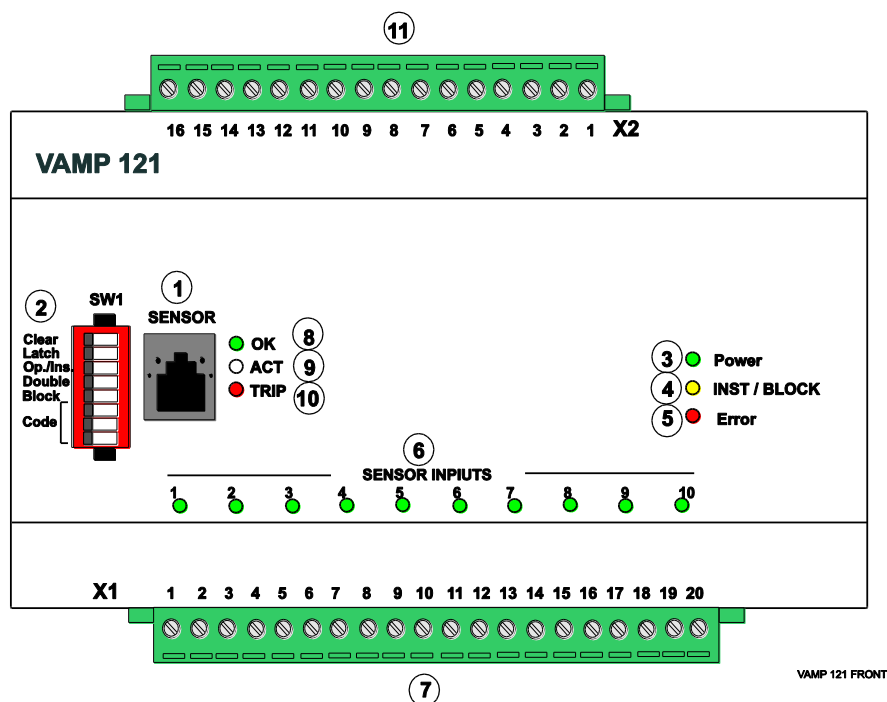 11
16 15 14 13 12 11 10 9 8 7 6 5 4 3 2 1 X2
VAMP 121
1
2
SW1
SENSOR
Clear
Latch
Op./Ins.
Double
Block
Code
OK 8
ACT 9
TRIP 10
3 Power
4 INST / BLOCK
5 Error
6
SENSOR INPIUTS
1 2 3 4 5 6 7 8 9 10
X1 1 2 3 4 5 6 7 8 9 10 11 12 13 14 15 16 17 18 19 20
7
VAMP 121 FRONT